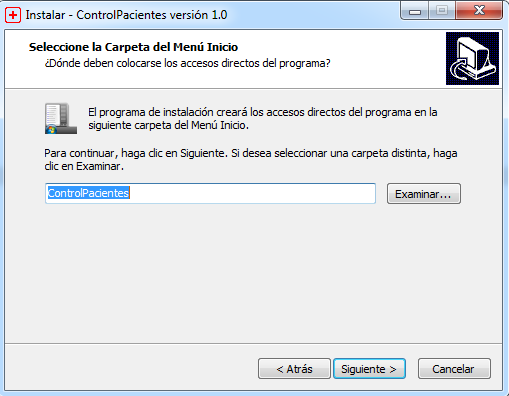 Instalar - ControlPacientes versión 1.0
Seleccione la Carpeta del Menú Inicio
¿Dónde deben colocarse los accesos directos del programa?
El programa de instalación creará los accesos directos del programa en la
siguiente carpeta del Menú Inicio.
Para continuar, haga clic en Siguiente. Si desea seleccionar una carpeta distinta, haga
clic en Examinar.
ControlPacientes
Examinar...
< Atrás
Siguiente >
Cancelar